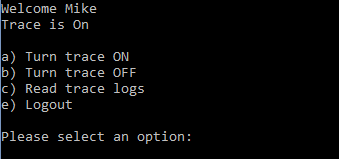 Welcome Mike
Trace is On
a) Turn trace ON
b) Turn trace OFF
c) Read trace logs
e) Logout
Please select an option: